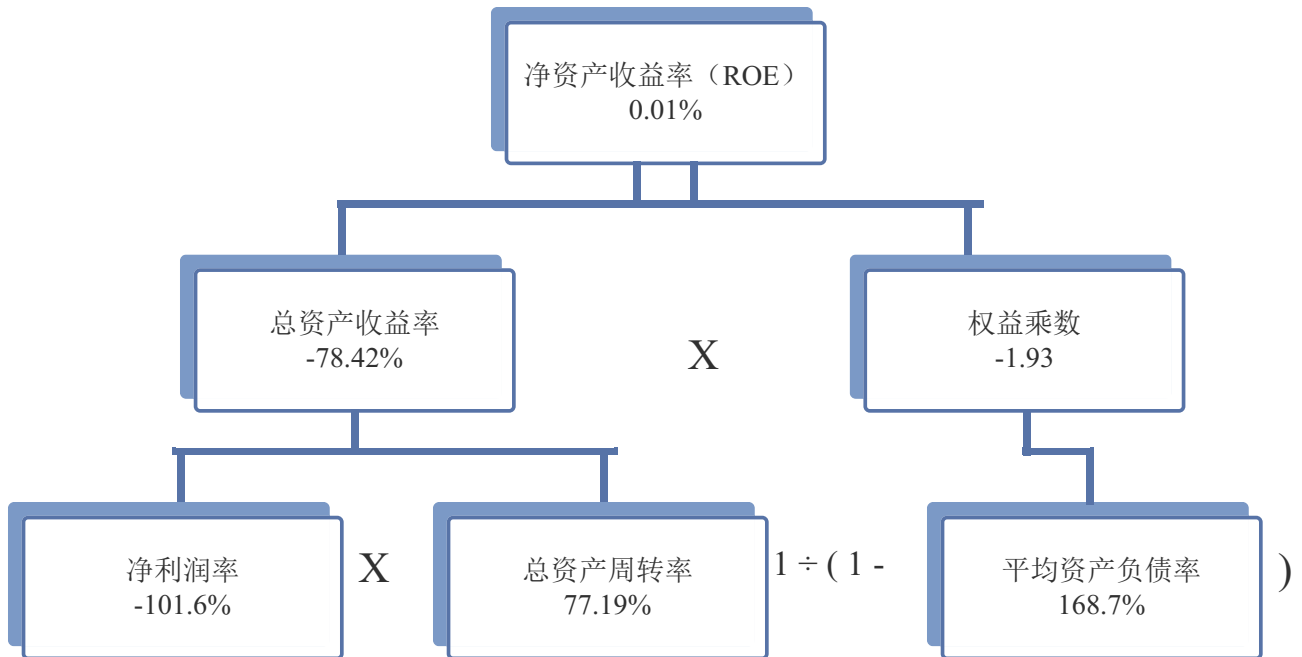 净资产收益率（ROE）
0.01%
总资产收益率
-78.42%
X
权益乘数
-1.93
净利润率
-101.6%
X
总资产周转率
77.19%
1 ÷ ( 1 -
平均资产负债率
168.7%
)